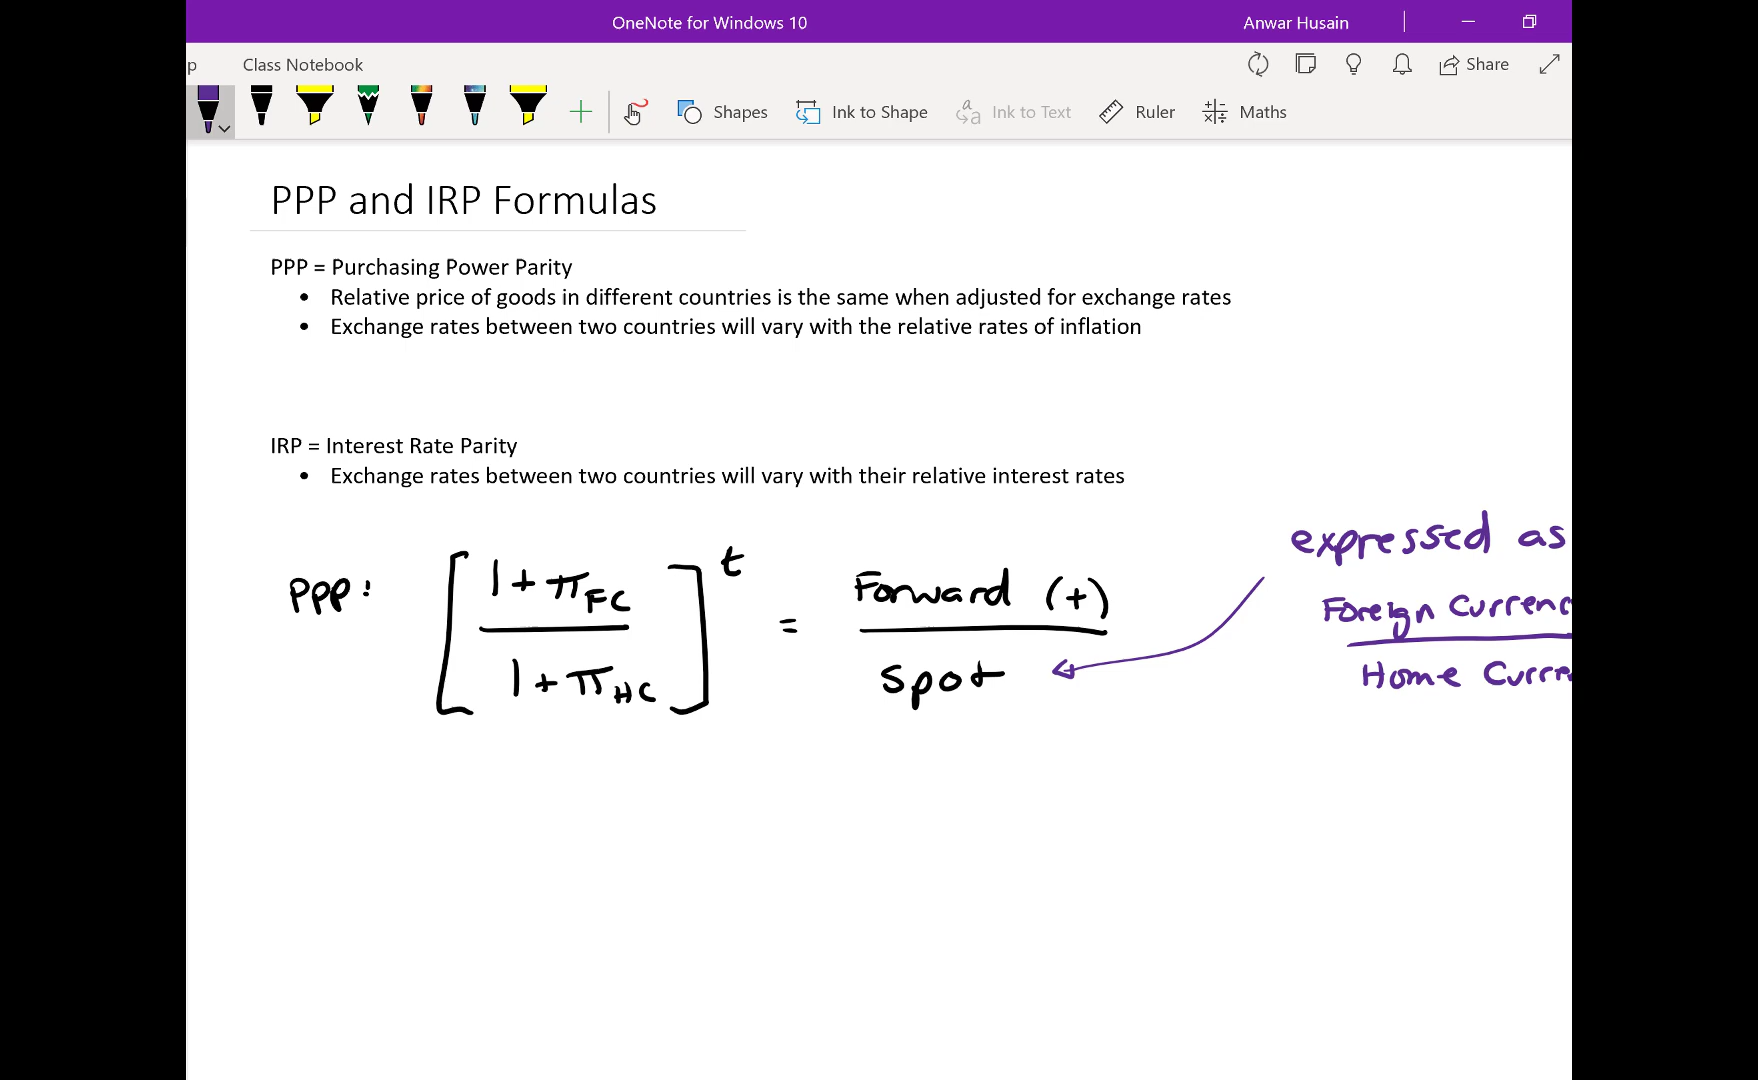 OneNote for Windows 10 Anwar Husain
p Class Notebook Share
Shapes Ink to Shape Ink to Text Ruler Maths
PPP and IRP Formulas
PPP = Purchasing Power Parity
• Relative price of goods in different countries is the same when adjusted for exchange rates
• Exchange rates between two countries will vary with the relative rates of inflation
IRP = Interest Rate Parity
• Exchange rates between two countries will vary with their relative interest rates
expressed as
PPP: [ 1 + π FC / 1 + π HC ] t = Forward (t) / Spot
Foreign Currenc
Home Curre